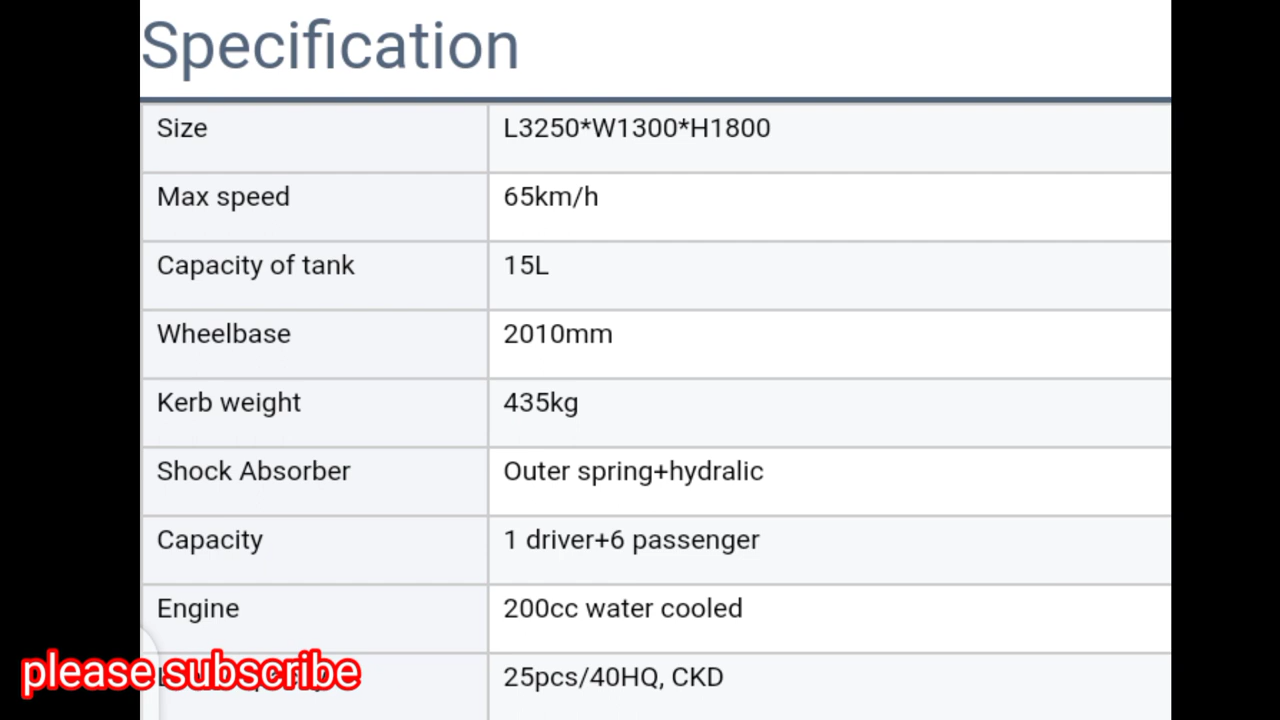 Specification
Size L3250*W1300*H1800
Max speed 65km/h
Capacity of tank 15L
Wheelbase 2010mm
Kerb weight 435kg
Shock Absorber Outer spring+hydralic
Capacity 1 driver+6 passenger
Engine 200cc water cooled
25pcs/40HQ, CKD
please subscribe